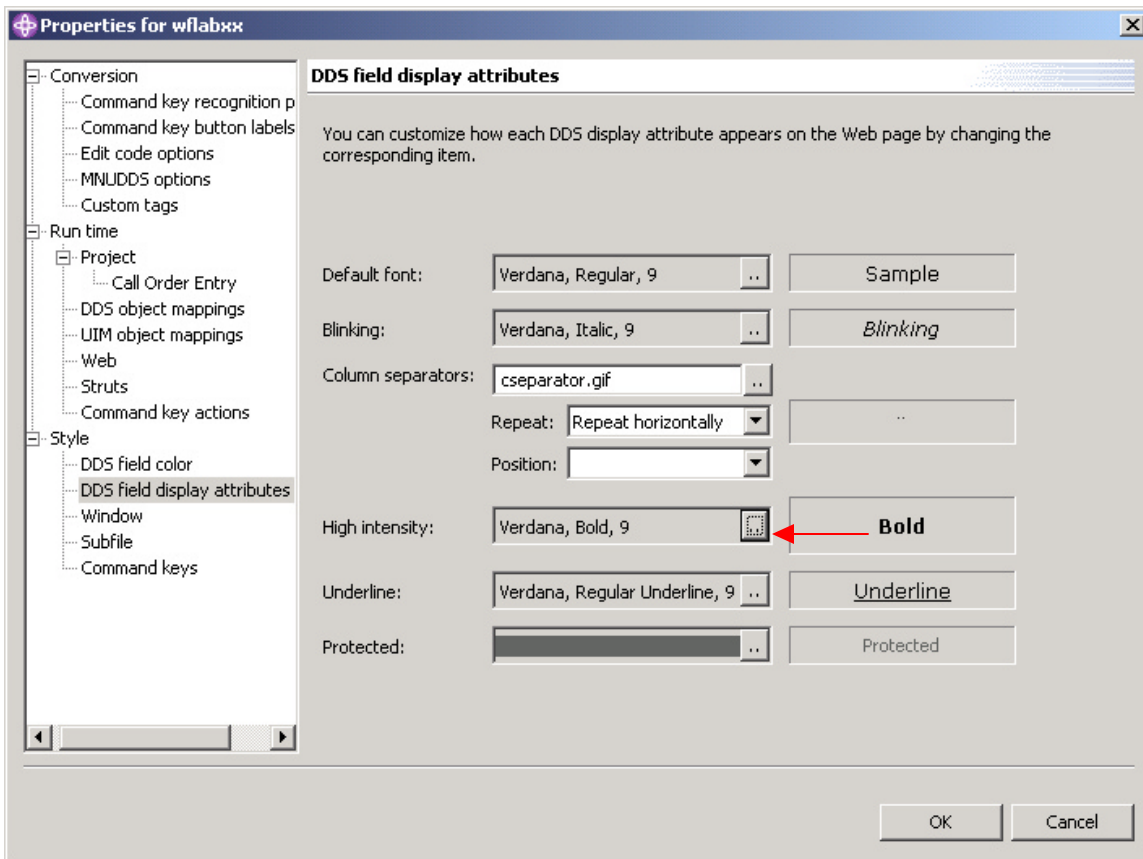 Properties for wflabxx
Conversion
Command key recognition p
Command key button labels
Edit code options
MNUDDS options
Custom tags
Run time
Project
Call Order Entry
DDS object mappings
UIM object mappings
Web
Struts
Command key actions
Style
DDS field color
DDS field display attributes
Window
Subfile
Command keys
DDS field display attributes
You can customize how each DDS display attribute appears on the Web page by changing the
corresponding item.
Default font: Verdana, Regular, 9 .. Sample
Blinking: Verdana, Italic, 9 .. Blinking
Column separators: cseparator.gif ..
Repeat: Repeat horizontally ..
Position:
High intensity: Verdana, Bold, 9 .. Bold
Underline: Verdana, Regular Underline, 9 .. Underline
Protected: .. Protected
OK Cancel